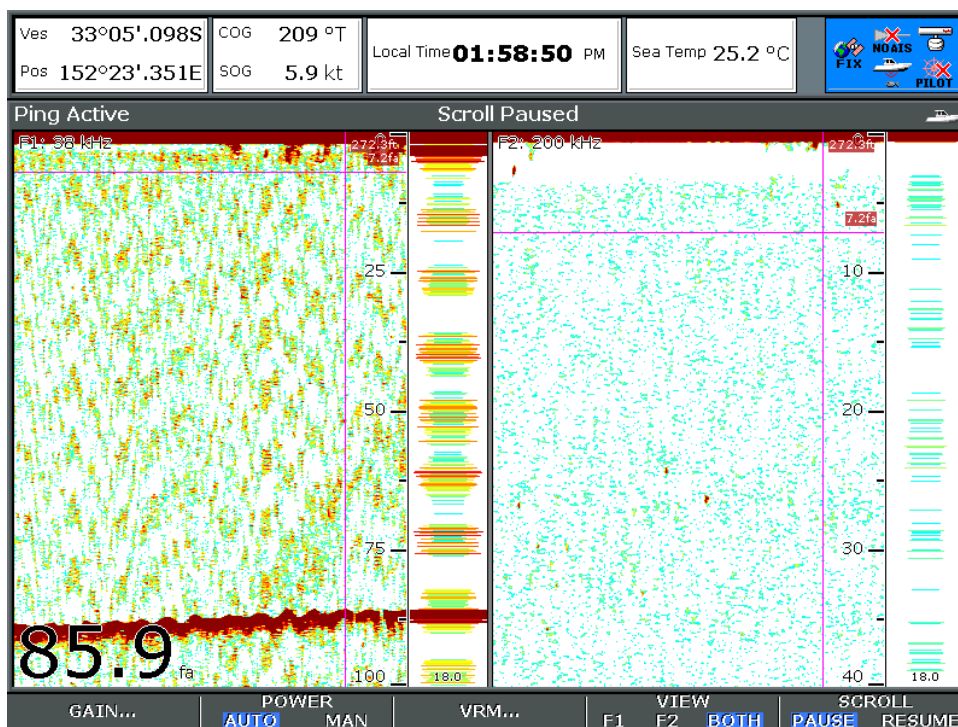 Ves 33°05'.098S COG 209 °T Local Time 01:58:50 PM Sea Temp 25.2 °C NOAIS
Pos 152°23'.351E SOG 5.9 kt FIX PILOT
Ping Active Scroll Paused
F1: 38 kHz 0 F2: 200 kHz 0
272.3ft 272.3ft
7.2fa
7.2fa
25 10
50 20
75 30
85.9 fa 100 18.0 40 18.0
GAIN... POWER VRM... VIEW SCROLL
AUTO MAN F1 F2 BOTH PAUSE RESUME